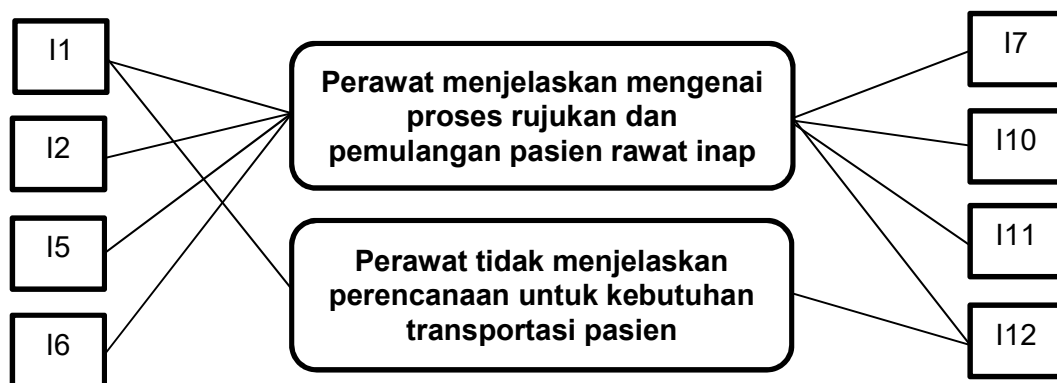 I1
I2
I5
I6
Perawat menjelaskan mengenai
proses rujukan dan
pemulangan pasien rawat inap
Perawat tidak menjelaskan
perencanaan untuk kebutuhan
transportasi pasien
I7
I10
I11
I12